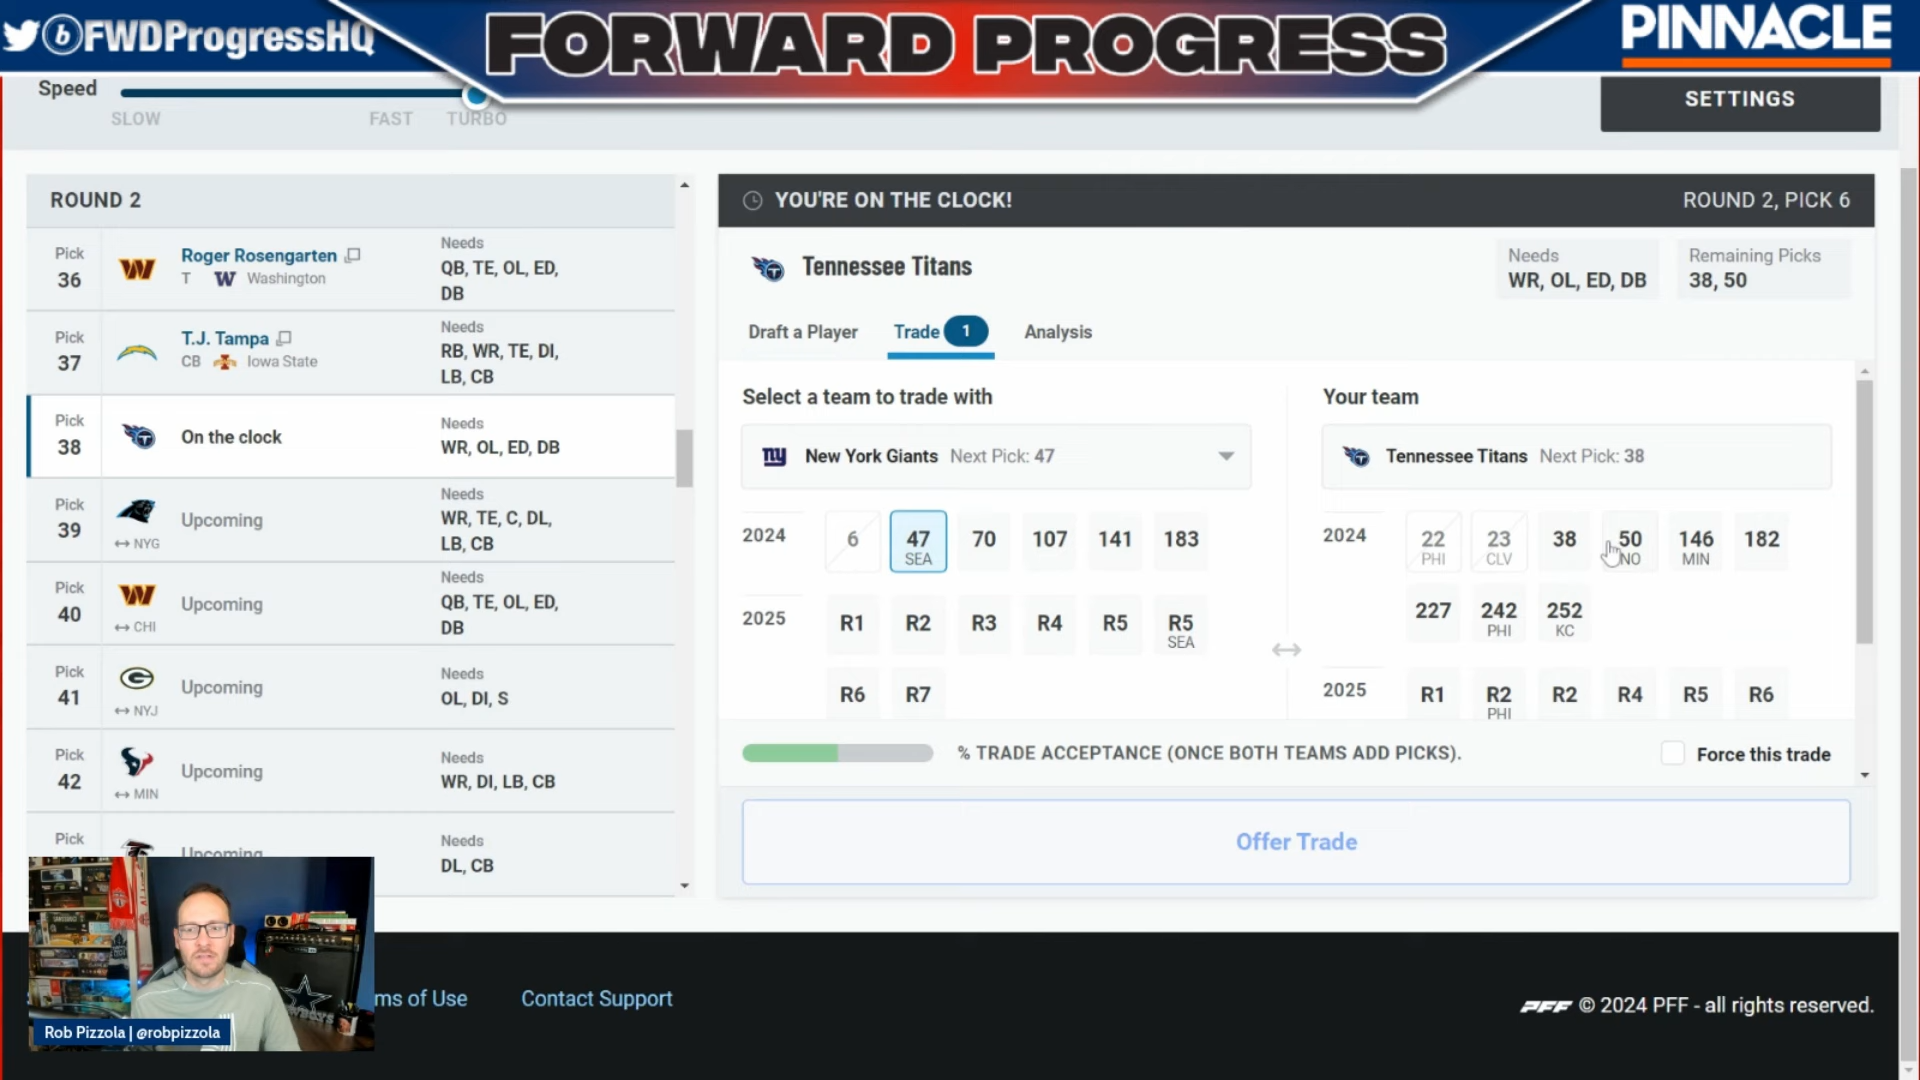 FWDProgressHQ
FORWARD PROGRESS
PINNACLE
Speed
SLOW
FAST
TURBO
SETTINGS
ROUND 2
Pick
36
Roger Rosengarten
T W Washington
Needs
QB, TE, OL, ED,
DB
Pick
37
T.J. Tampa
CB Iowa State
Needs
RB, WR, TE, DI,
LB, CB
Pick
38
On the clock
Needs
WR, OL, ED, DB
Pick
39
↔ NYG
Upcoming
Needs
WR, TE, C, DL,
LB, CB
Pick
40
↔ CHI
Upcoming
Needs
QB, TE, OL, ED,
DB
Pick
41
↔ NYJ
Upcoming
Needs
OL, DI, S
Pick
42
↔ MIN
Upcoming
Needs
WR, DI, LB, CB
Pick
Upcoming
Needs
DL, CB
YOU'RE ON THE CLOCK!
ROUND 2, PICK 6
Tennessee Titans
Needs
WR, OL, ED, DB
Remaining Picks
38, 50
Draft a Player
Trade 1
Analysis
Select a team to trade with
ny New York Giants Next Pick: 47
2024 6 47 70 107 141 183
SEA
2025 R1 R2 R3 R4 R5 R5
SEA
R6 R7
Your team
Tennessee Titans Next Pick: 38
2024 22 23 38 50 146 182
PHI CLV NO MIN
227 242 252
PHI KC
2025 R1 R2 R2 R4 R5 R6
PHI
% TRADE ACCEPTANCE (ONCE BOTH TEAMS ADD PICKS).
Force this trade
Offer Trade
ms of Use
Contact Support
PFF © 2024 PFF - all rights reserved.
Rob Pizzola | @robpizzola